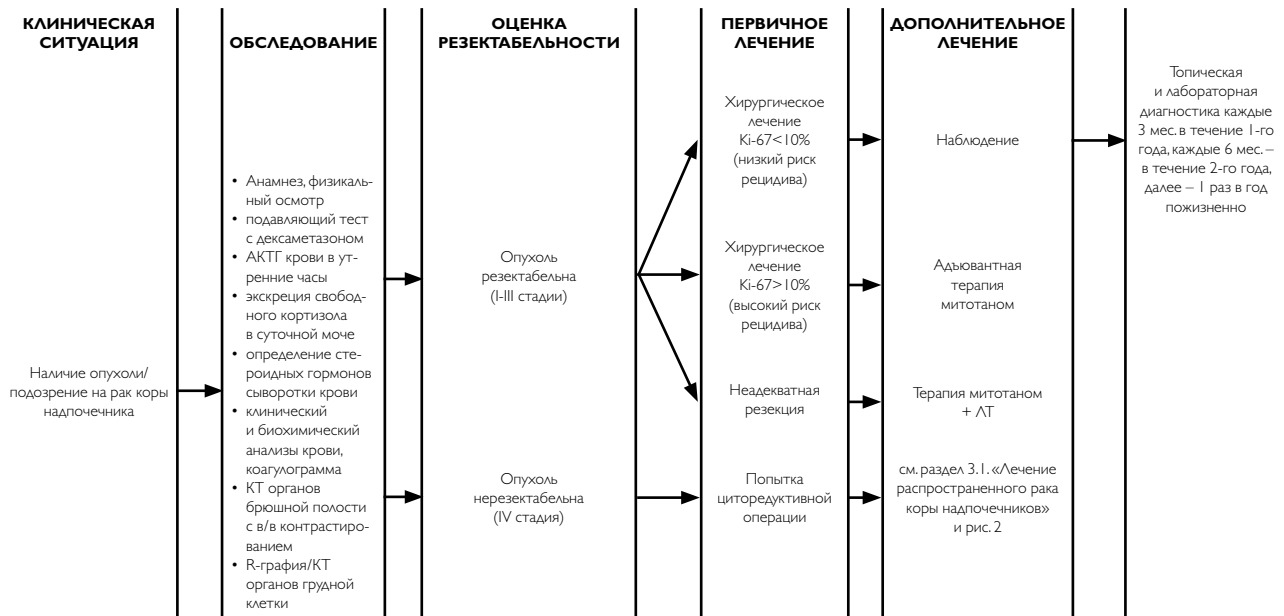 КЛИНИЧЕСКАЯ
СИТУАЦИЯ
ОБСЛЕДОВАНИЕ
ОЦЕНКА
РЕЗЕКТАБЕЛЬНОСТИ
ПЕРВИЧНОЕ
ЛЕЧЕНИЕ
ДОПОЛНИТЕЛЬНОЕ
ЛЕЧЕНИЕ
Наличие опухоли/
подозрение на рак коры
надпочечника
• Анамнез, физикаль-
ный осмотр
• подавляющий тест
с дексаметазоном
• АКТГ крови в ут-
ренние часы
• экскреция свобод-
ного кортизола
в суточной моче
• определение сте-
роидных гормонов
сыворотки крови
• клинический
и биохимический
анализы крови,
коагулограмма
• КТ органов
брюшной полости
с в/в контрастиро-
ванием
• R-графия/КТ
органов грудной
клетки
Опухоль
резектабельна
(I-III стадии)
Опухоль
нерезектабельна
(IV стадия)
Хирургическое
лечение
Ki-67<10%
(низкий риск
рецидива)
Хирургическое
лечение
Ki-67>10%
(высокий риск
рецидива)
Неадекватная
резекция
Попытка
циторедуктивной
операции
Наблюдение
Адъювантная
терапия
митотаном
Терапия митотаном
+ ЛТ
см. раздел 3.1. «Лечение
распространенного рака
коры надпочечников»
и рис. 2
Топическая
и лабораторная
диагностика каждые
3 мес. в течение 1-го
года, каждые 6 мес. –
в течение 2-го года,
далее – 1 раз в год
пожизненно